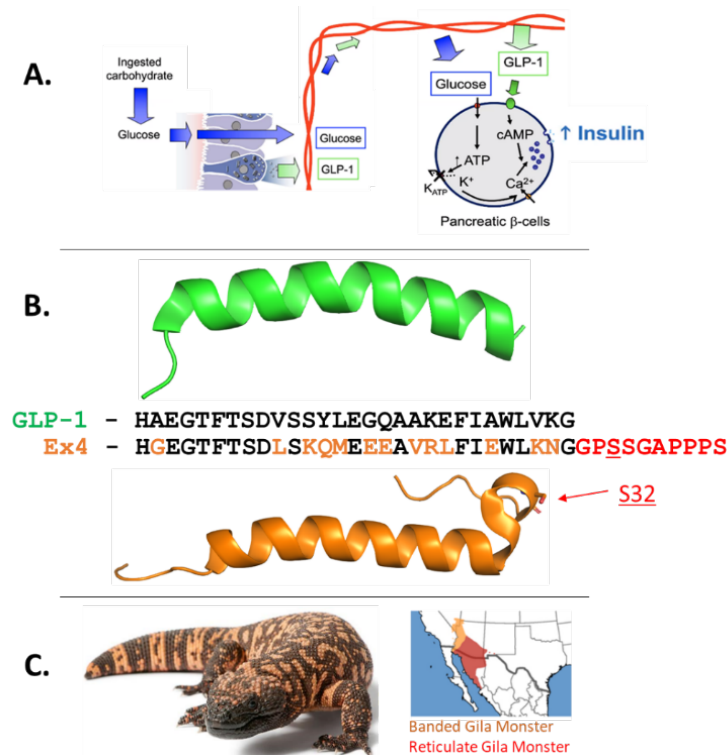 A.
Ingested
carbohydrate
Glucose
Glucose
GLP-1
Glucose
GLP-1
cAMP
↑ ATP
K_ATP
K⁺
Ca²⁺
↑ Insulin
Pancreatic β-cells
B.
GLP-1 - HAEGTFTSDVSSYLEGQAAKEFIAWLVKG
Ex4 - HGEGTFTSDLSKQMEEEAVRLFIEWLKNGGPSSGAPPPS
S32
C.
Banded Gila Monster
Reticulate Gila Monster